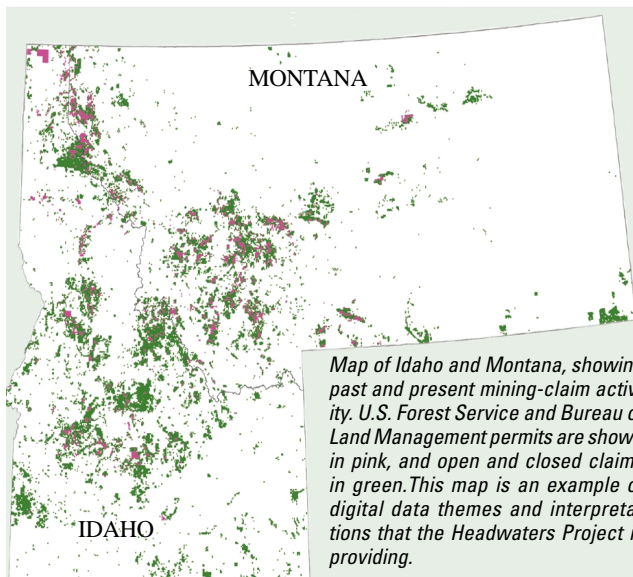 MONTANA
Map of Idaho and Montana, showin
past and present mining-claim activ
ity. U.S. Forest Service and Bureau o
Land Management permits are show
in pink, and open and closed claim
in green.This map is an example o
digital data themes and interpreta
tions that the Headwaters Project i
providing.
IDAHO